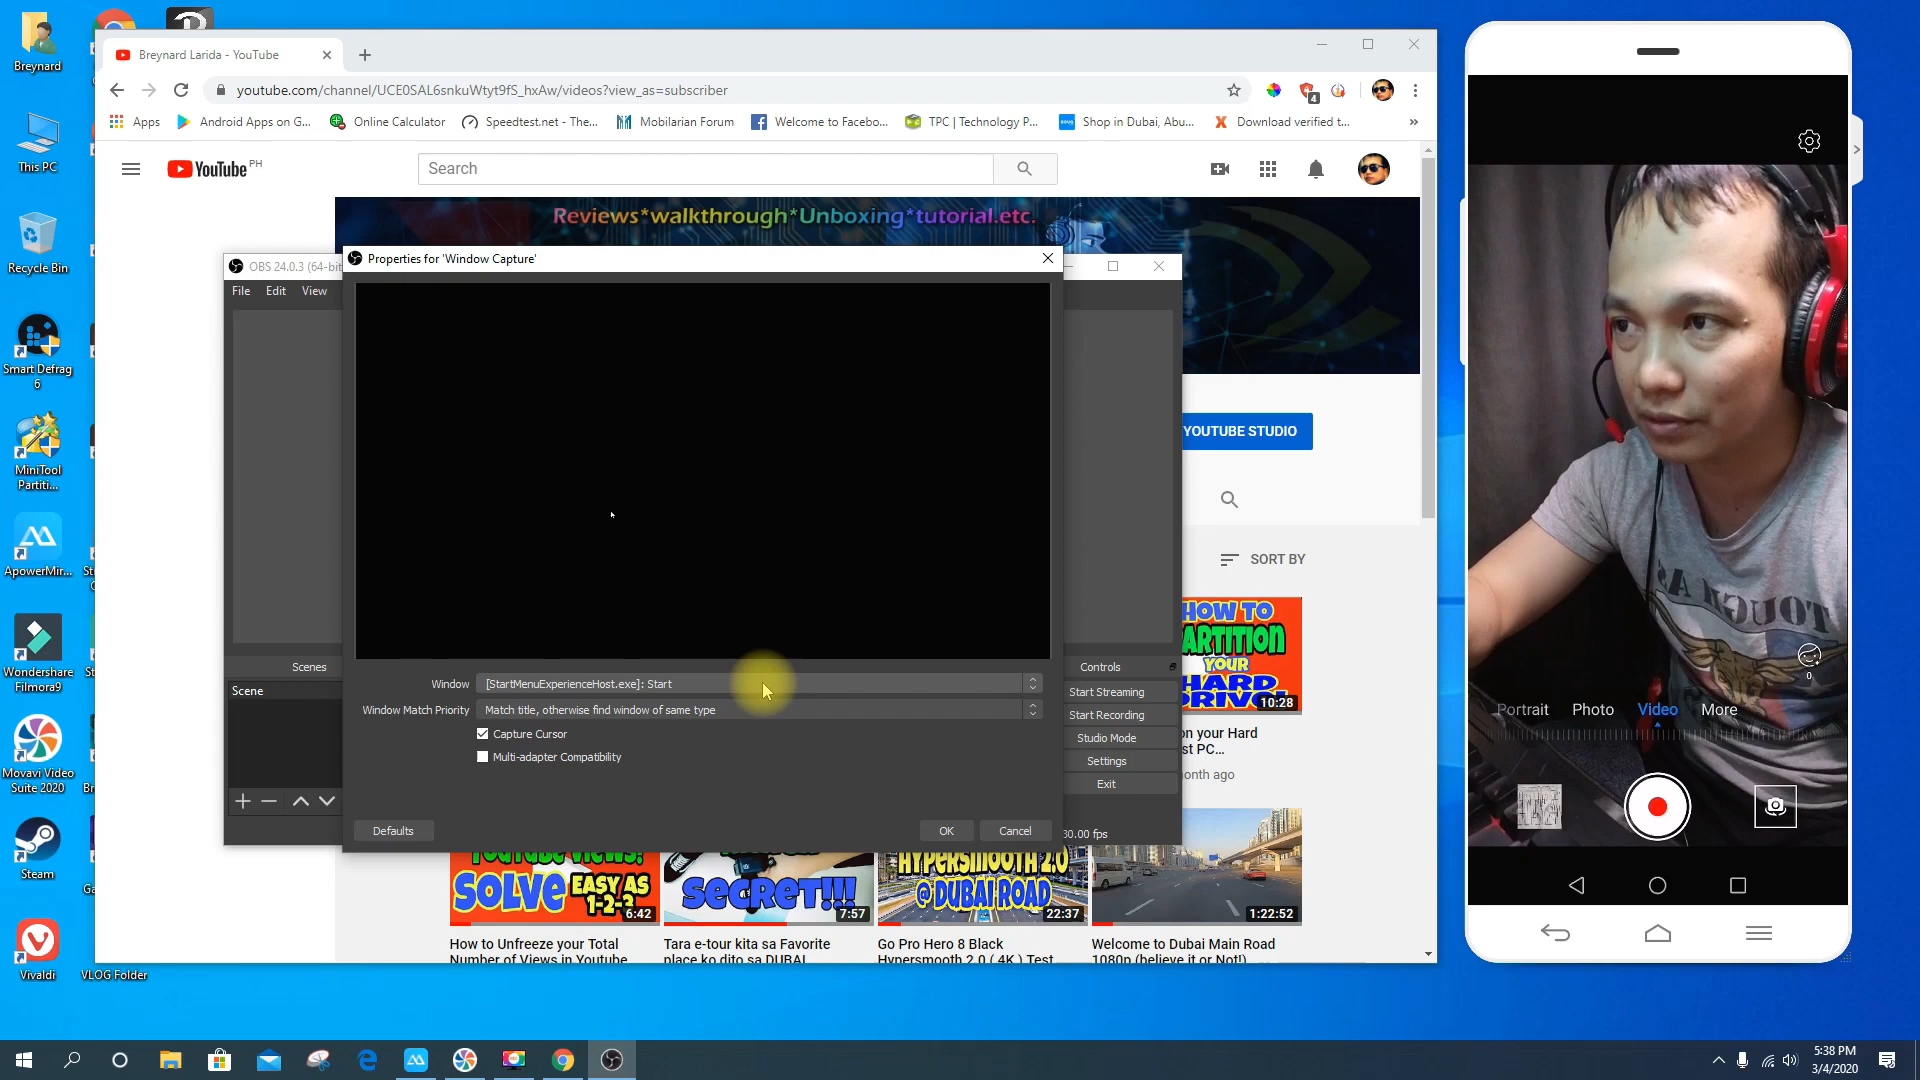 Breynard
This PC
Recycle Bin
Smart Defrag
6
MiniTool
Partiti...
ApowerMir...
Wondershare
Filmora9
Movavi Video
Suite 2020
Steam
Vivaldi
VLOG Folder
Breynard Larida - YouTube
youtube.com/channel/UCE0SAL6snkuWtyt9fS_hxAw/videos?view_as=subscriber
4
Apps
Android Apps on G...
Online Calculator
Speedtest.net - The...
Mobilarian Forum
Welcome to Facebo...
TPC | Technology P...
Shop in Dubai, Abu...
Download verified t...
YouTube PH
Search
Reviews*walkthrough*Unboxing*tutorial.etc.
OBS 24.0.3 (64-bit
Properties for 'Window Capture'
File Edit View
YOUTUBE STUDIO
SORT BY
Scenes
Scene
Window
[StartMenuExperienceHost.exe]: Start
Window Match Priority
Match title, otherwise find window of same type
Capture Cursor
Multi-adapter Compatibility
Defaults
OK
Cancel
Controls
Start Streaming
Start Recording
Studio Mode
Settings
Exit
30.00 fps
HOW TO
PARTITION
YOUR
HARD
10:28
on your Hard
st PC...
onth ago
YOUTUBE VIEWS!
SOLVE EASY AS
1-2-3
6:42
SECRET!!!
7:57
HYPERSMOOTH 2.0
@ DUBAI ROAD
22:37
1:22:52
How to Unfreeze your Total
Number of Views in Youtube
Tara e-tour kita sa Favorite
place ko dito sa DUBAI
Go Pro Hero 8 Black
Hypersmooth 2.0 ( 4K ) Test
Welcome to Dubai Main Road
1080p (believe it or Not!)
TOUGH AS
0
Portrait Photo Video More
5:38 PM
3/4/2020